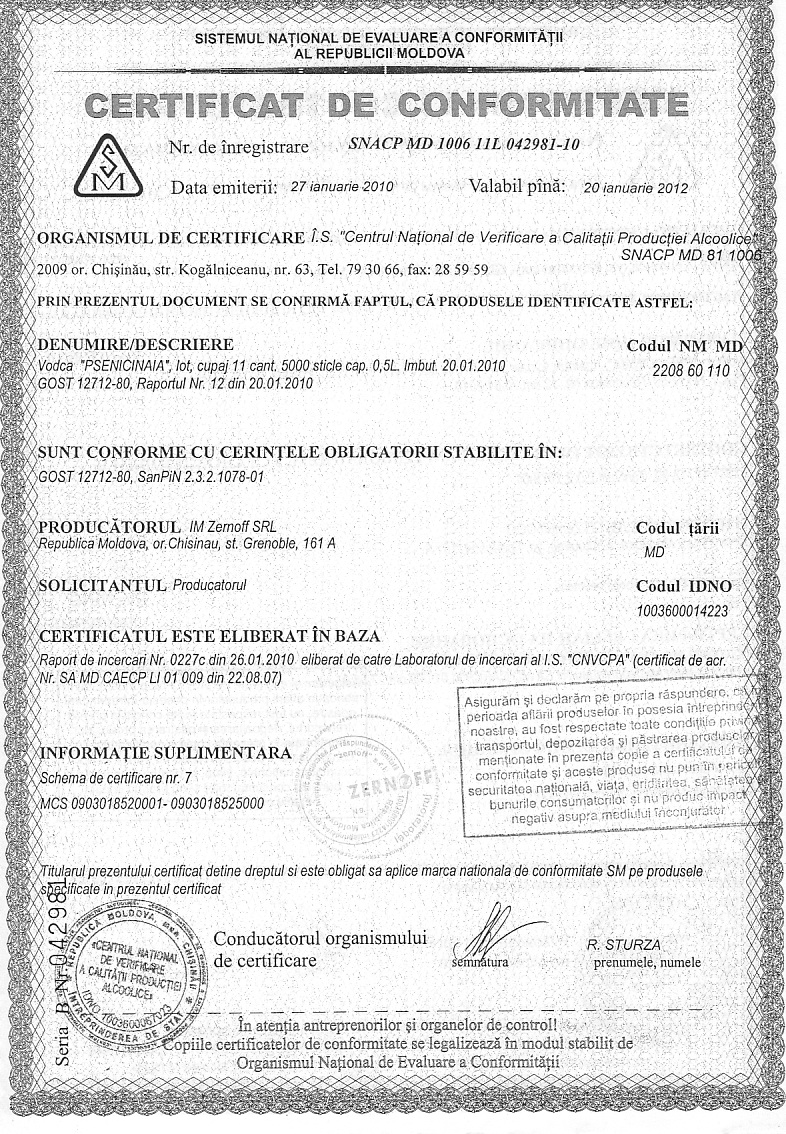 SISTEMUL NAȚIONAL DE EVALUARE A CONFORMITĂȚII
AL REPUBLICII MOLDOVA
CERTIFICAT DE CONFORMITATE
SM
Nr. de înregistrare SNACP MD 1006 11L 042981-10
Data emiterii: 27 ianuarie 2010 Valabil pînă: 20 ianuarie 2012
ORGANISMUL DE CERTIFICARE Î.S. "Centrul Național de Verificare a Calitații Producției Alcoolice"
SNACP MD 81 1006
2009 or. Chișinău, str. Kogălniceanu, nr. 63, Tel. 79 30 66, fax: 28 59 59
PRIN PREZENTUL DOCUMENT SE CONFIRMĂ FAPTUL, CĂ PRODUSELE IDENTIFICATE ASTFEL:
DENUMIRE/DESCRIERE Codul NM MD
Vodca "PSENICINAIA", lot, cupaj 11 cant. 5000 sticle cap. 0,5L. Imbut. 20.01.2010
2208 60 110
GOST 12712-80, Raportul Nr. 12 din 20.01.2010
SUNT CONFORME CU CERINȚELE OBLIGATORII STABILITE ÎN:
GOST 12712-80, SanPiN 2.3.2.1078-01
PRODUCĂTORUL IM Zernoff SRL Codul țării
Republica Moldova, or.Chisinau, st. Grenoble, 161 A
MD
SOLICITANTUL Producatorul Codul IDNO
1003600014223
CERTIFICATUL ESTE ELIBERAT ÎN BAZA
Raport de incercari Nr. 0227c din 26.01.2010 eliberat de catre Laboratorul de incercari al I.S. "CNVCPA" (certificat de acr.
Nr. SA MD CAECP LI 01 009 din 22.08.07)
Asigurăm și declarăm pe propria răspundere, că
perioada aflării produselor în posesia întreprind
noastre, au fost respectate toate condițiile
transportul, depozitarea și păstrarea
menționate în prezenta copie a certificatului
conformitate și aceste produse nu pun în
securitatea națională, viața, ereditatea, sănătatea
bunurile consumatorilor și nu produc impact
negativ asupra mediului înconjurător
INFORMAȚIE SUPLIMENTARA
Schema de certificare nr. 7
MCS 0903018520001- 0903018525000
ZERNOFF
Titularul prezentului certificat detine dreptul si este obligat sa aplice marca nationala de conformitate SM pe produsele
specificate in prezentul certificat
Seria B Nr. 042981
REPUBLICA MOLDOVA mun. CHIȘINĂU
«CENTRUL NAȚIONAL
DE VERIFICARE
A CALITĂȚII PRODUCȚIEI
ALCOOLICE»
IDNO 1003600067023
ÎNTREPRINDEREA DE STAT
Conducătorul organismului
de certificare
semnătura
R. STURZA
prenumele, numele
În atenția antreprenorilor și organelor de control!
Copiile certificatelor de conformitate se legalizează în modul stabilit de
Organismul Național de Evaluare a Conformității